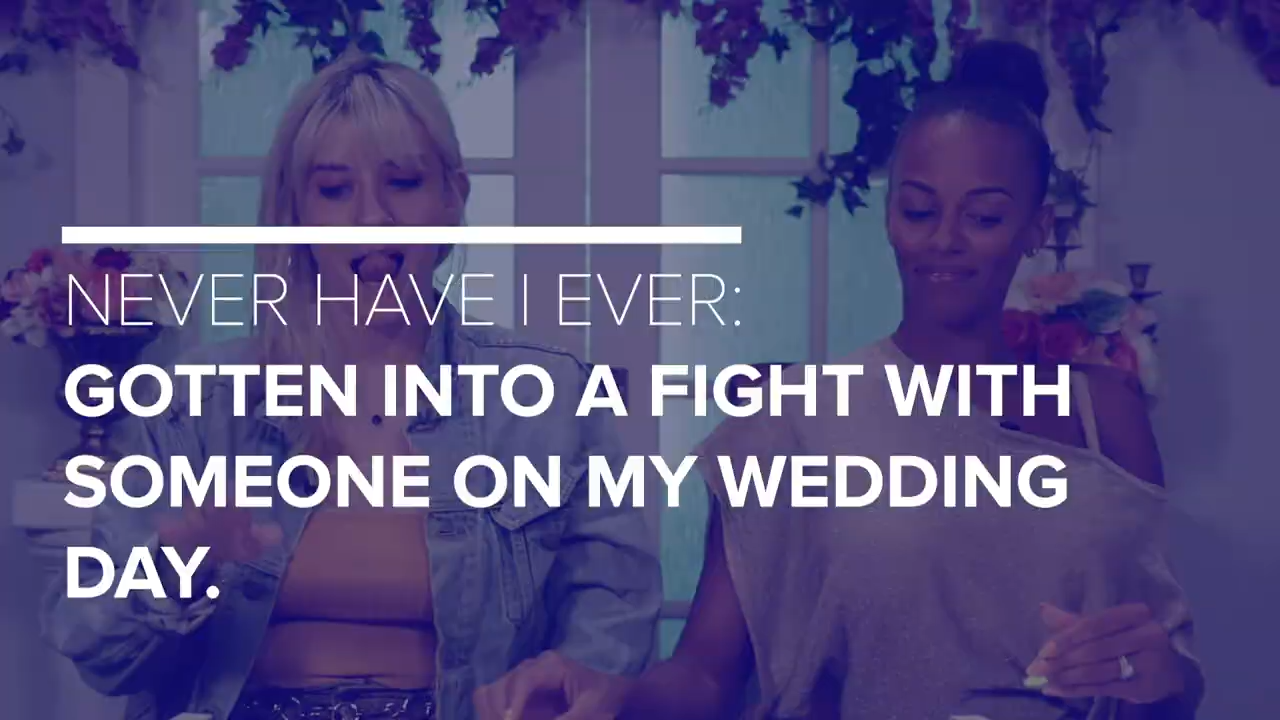 NEVER HAVE I EVER:
GOTTEN INTO A FIGHT WITH
SOMEONE ON MY WEDDING
DAY.